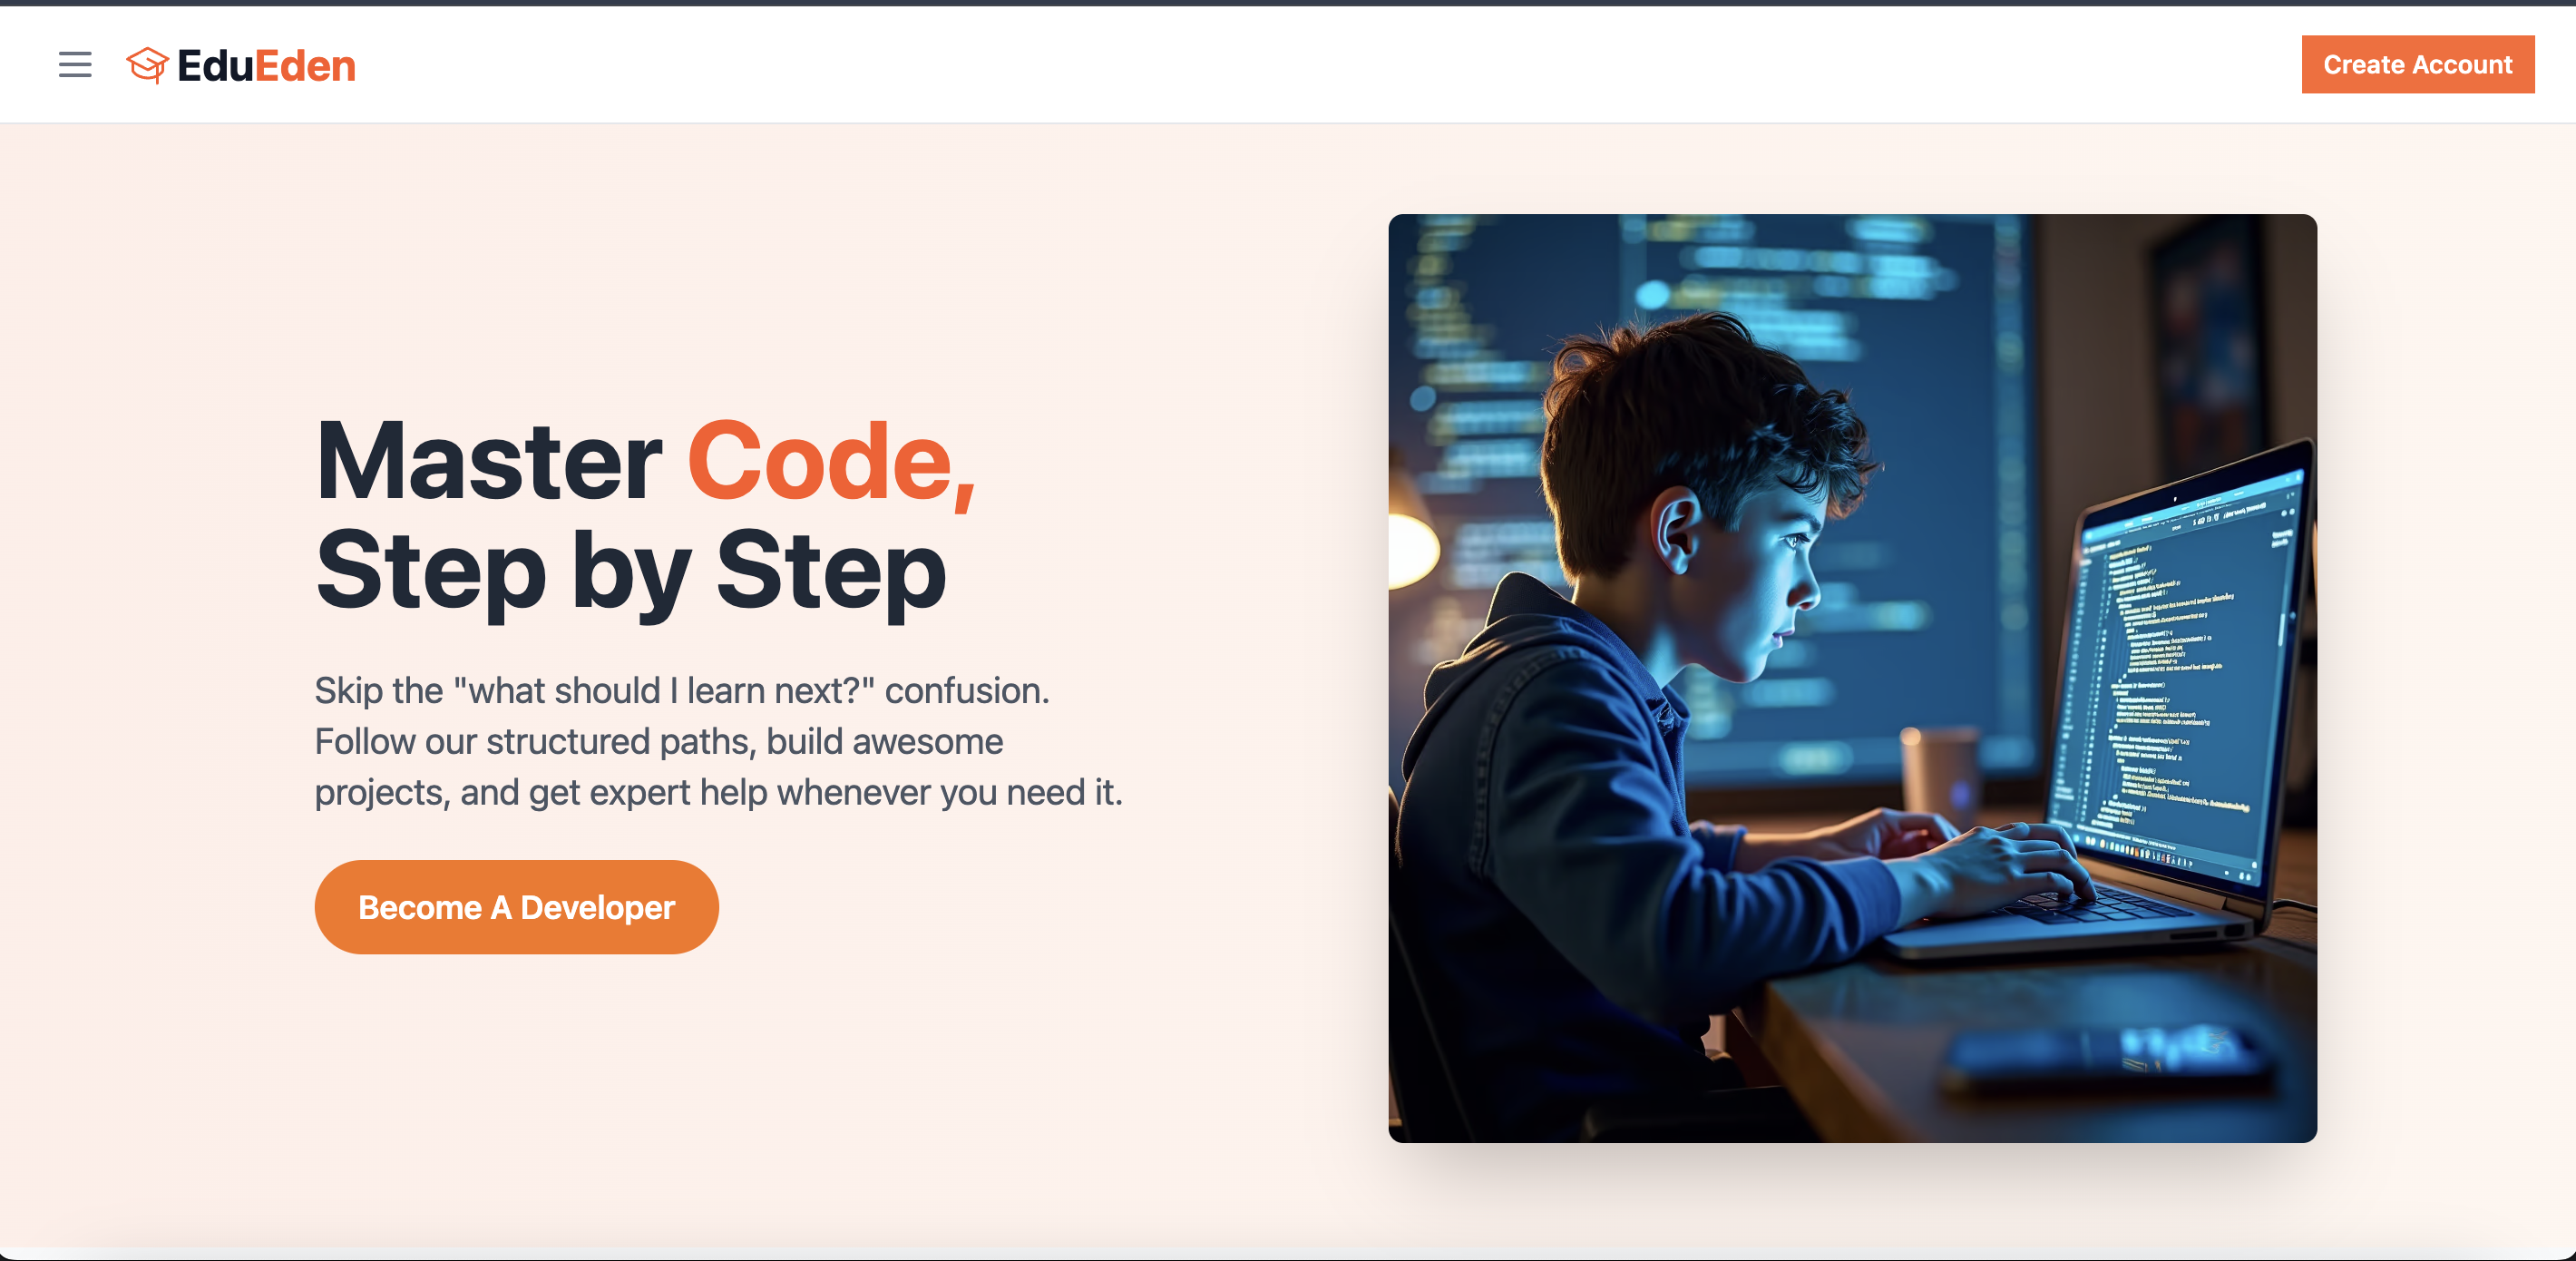 EduEden
Create Account
Master Code,
Step by Step
Skip the "what should I learn next?" confusion.
Follow our structured paths, build awesome
projects, and get expert help whenever you need it.
Become A Developer